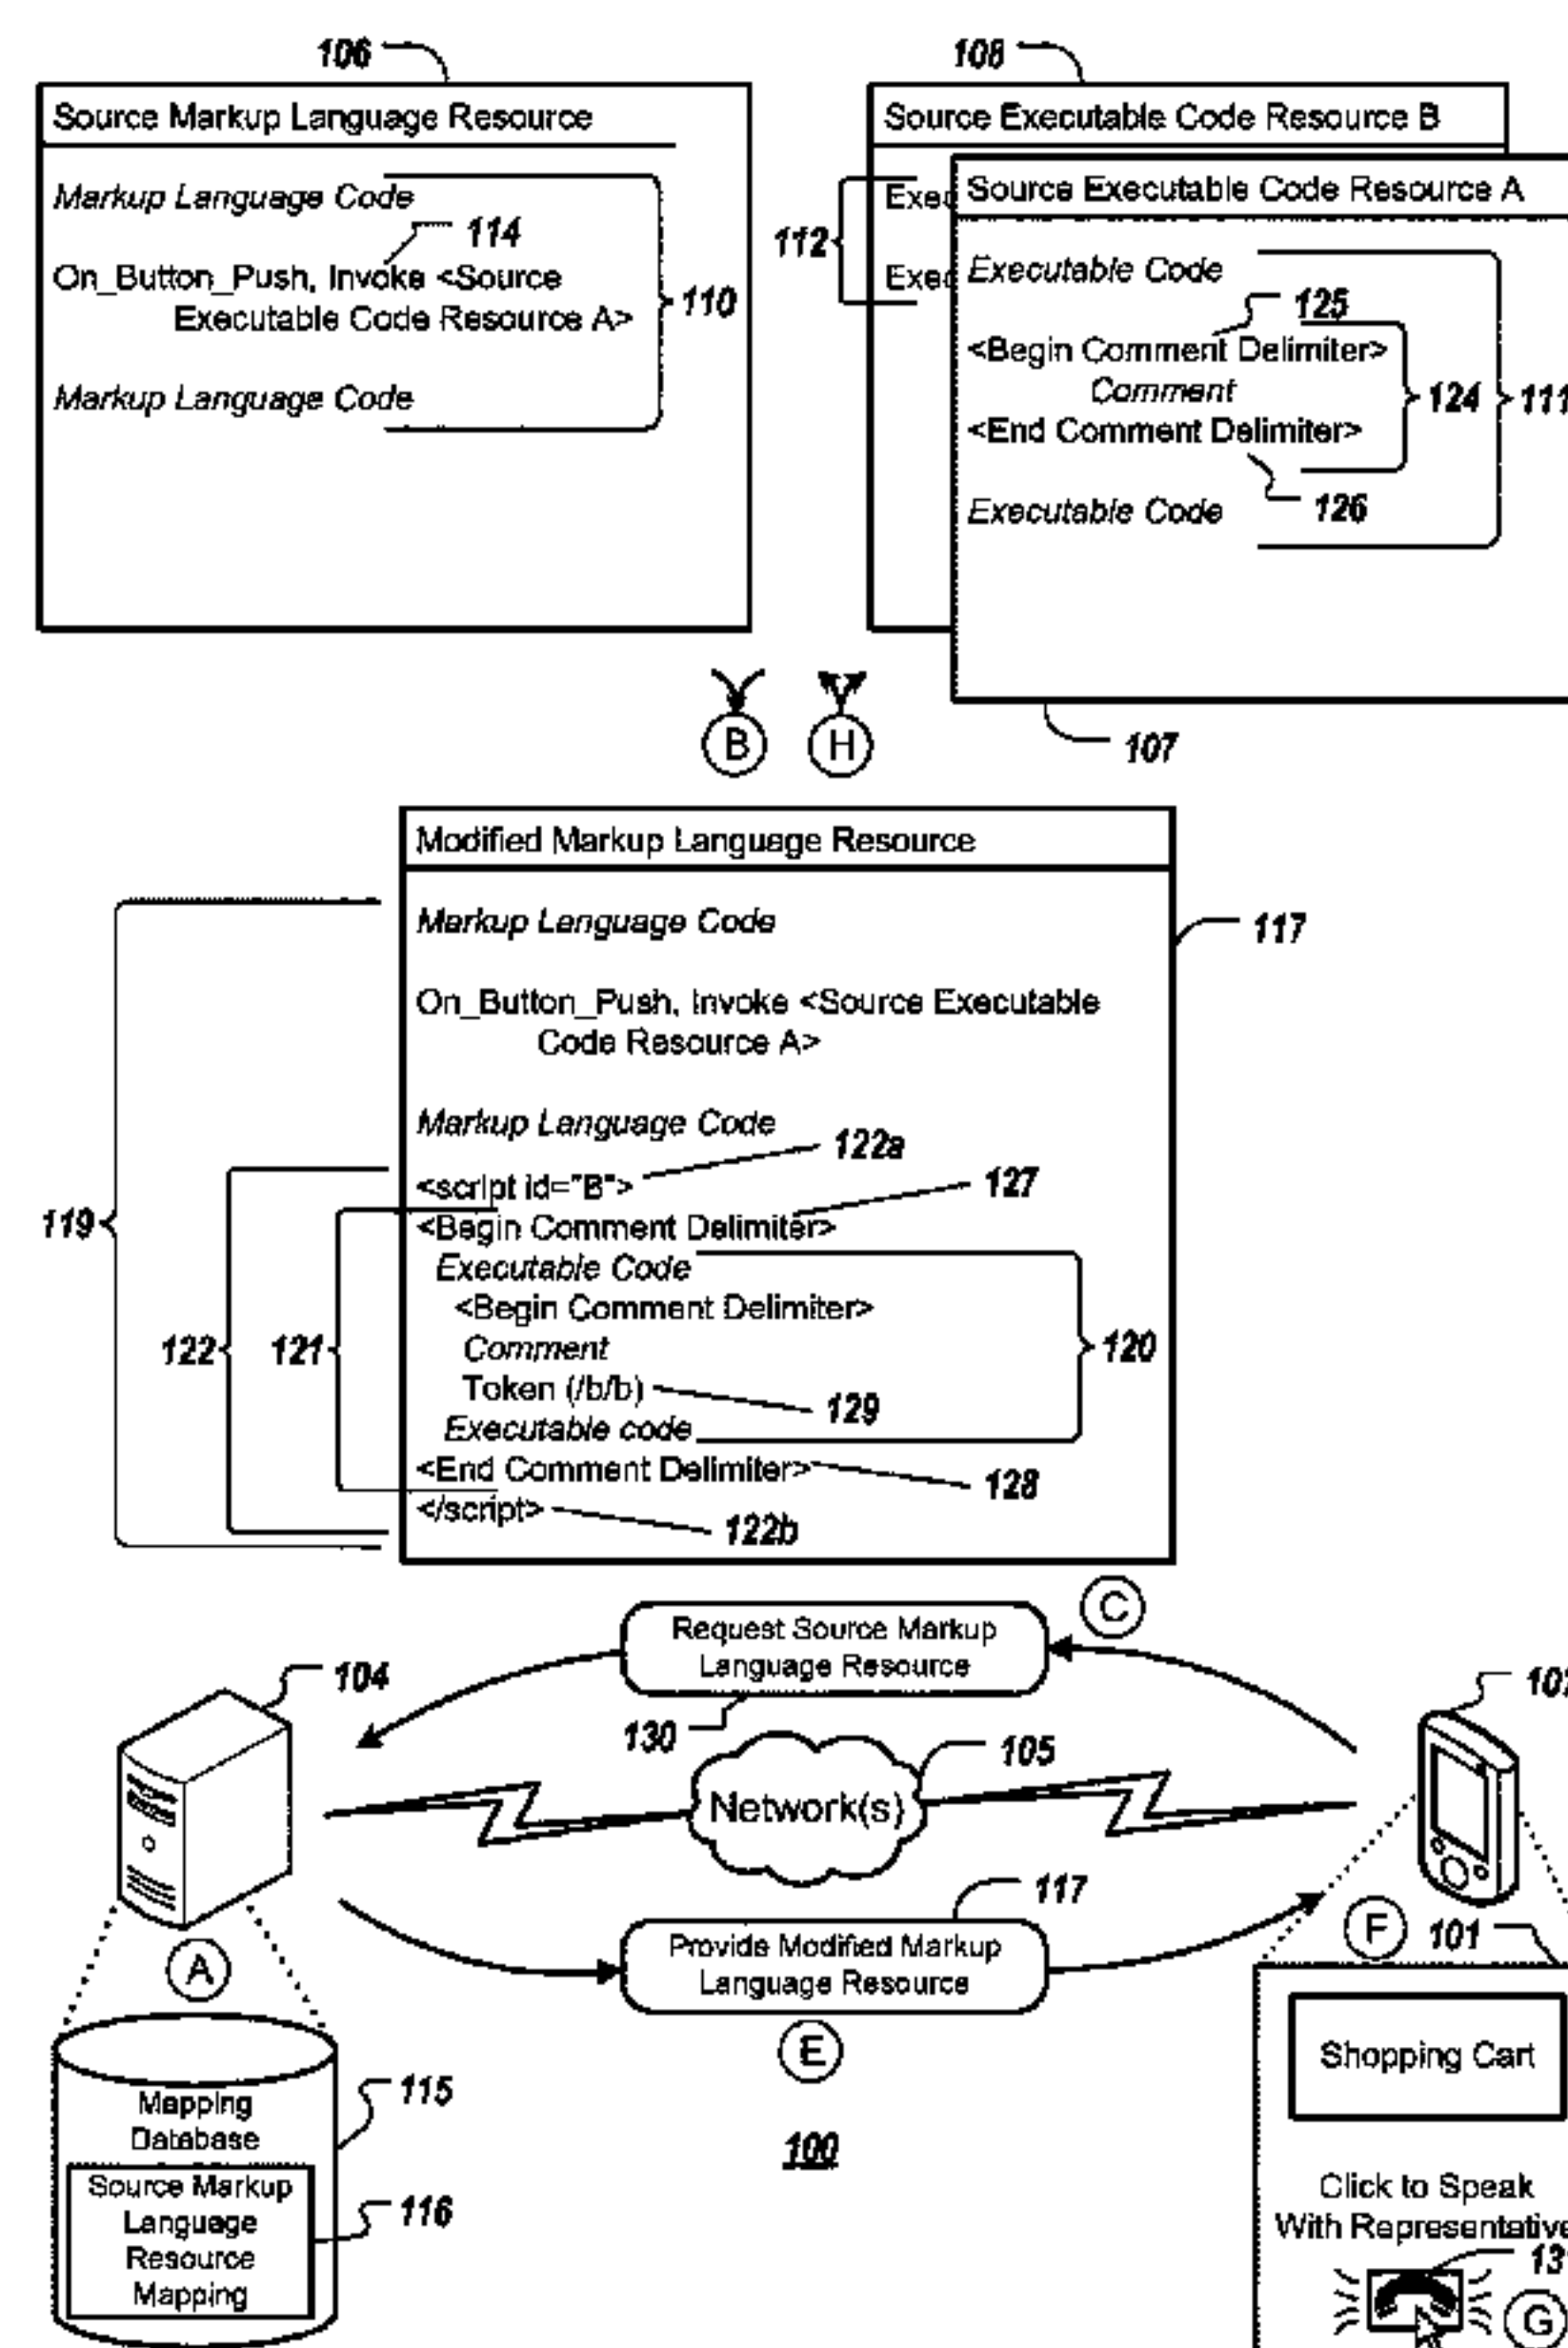 106
Source Markup Language Resource
Markup Language Code
114
On_Button_Push, Invoke <Source
Executable Code Resource A>
110
Markup Language Code
108
Source Executable Code Resource B
112
Source Executable Code Resource A
Executable Code
125
<Begin Comment Delimiter>
Comment
124
111
<End Comment Delimiter>
126
Executable Code
107
B
H
Modified Markup Language Resource
117
Markup Language Code
On_Button_Push, Invoke <Source Executable
Code Resource A>
Markup Language Code
122a
<script id="B">
127
119
<Begin Comment Delimiter>
Executable Code
<Begin Comment Delimiter>
122
121
Comment
120
Token (/b/b)
129
Executable code
<End Comment Delimiter>
128
</script>
122b
C
Request Source Markup
Language Resource
104
130
105
Network(s)
117
Provide Modified Markup
Language Resource
F
101
A
E
Shopping Cart
Mapping
Database
115
100
Source Markup
Language
Resource
Mapping
116
Click to Speak
With Representative
G